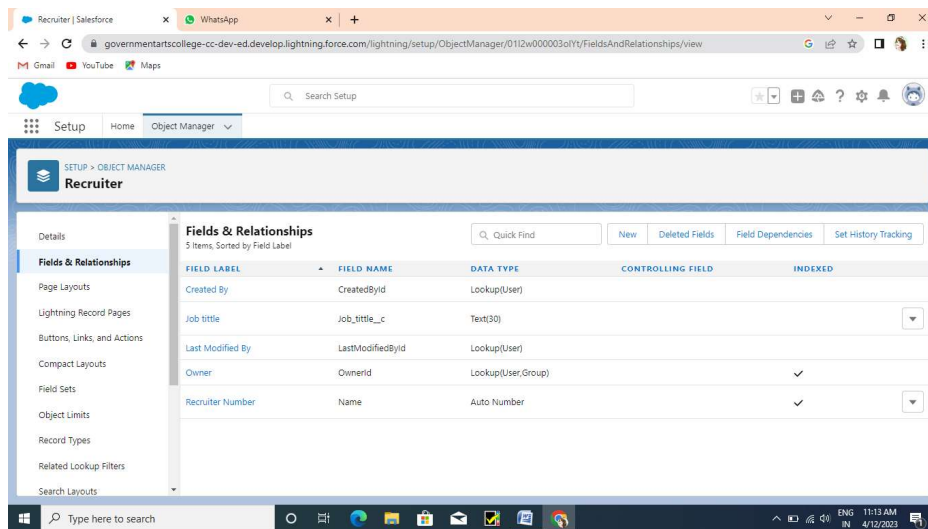 Recruiter | Salesforce
WhatsApp
governmentartscollege-cc-dev-ed.develop.lightning.force.com/lightning/setup/ObjectManager/01I2w000003olYt/FieldsAndRelationships/view
Gmail YouTube Maps
Search Setup
Setup Home Object Manager
SETUP > OBJECT MANAGER
Recruiter
Details
Fields & Relationships
Page Layouts
Lightning Record Pages
Buttons, Links, and Actions
Compact Layouts
Field Sets
Object Limits
Record Types
Related Lookup Filters
Search Layouts
Fields & Relationships
5 Items, Sorted by Field Label
Quick Find
New Deleted Fields Field Dependencies Set History Tracking
FIELD LABEL FIELD NAME DATA TYPE CONTROLLING FIELD INDEXED
Created By CreatedById Lookup(User)
Job tittle Job_tittle__c Text(30)
Last Modified By LastModifiedById Lookup(User)
Owner OwnerId Lookup(User,Group)
Recruiter Number Name Auto Number
Type here to search
ENG 11:13 AM
IN 4/12/2023